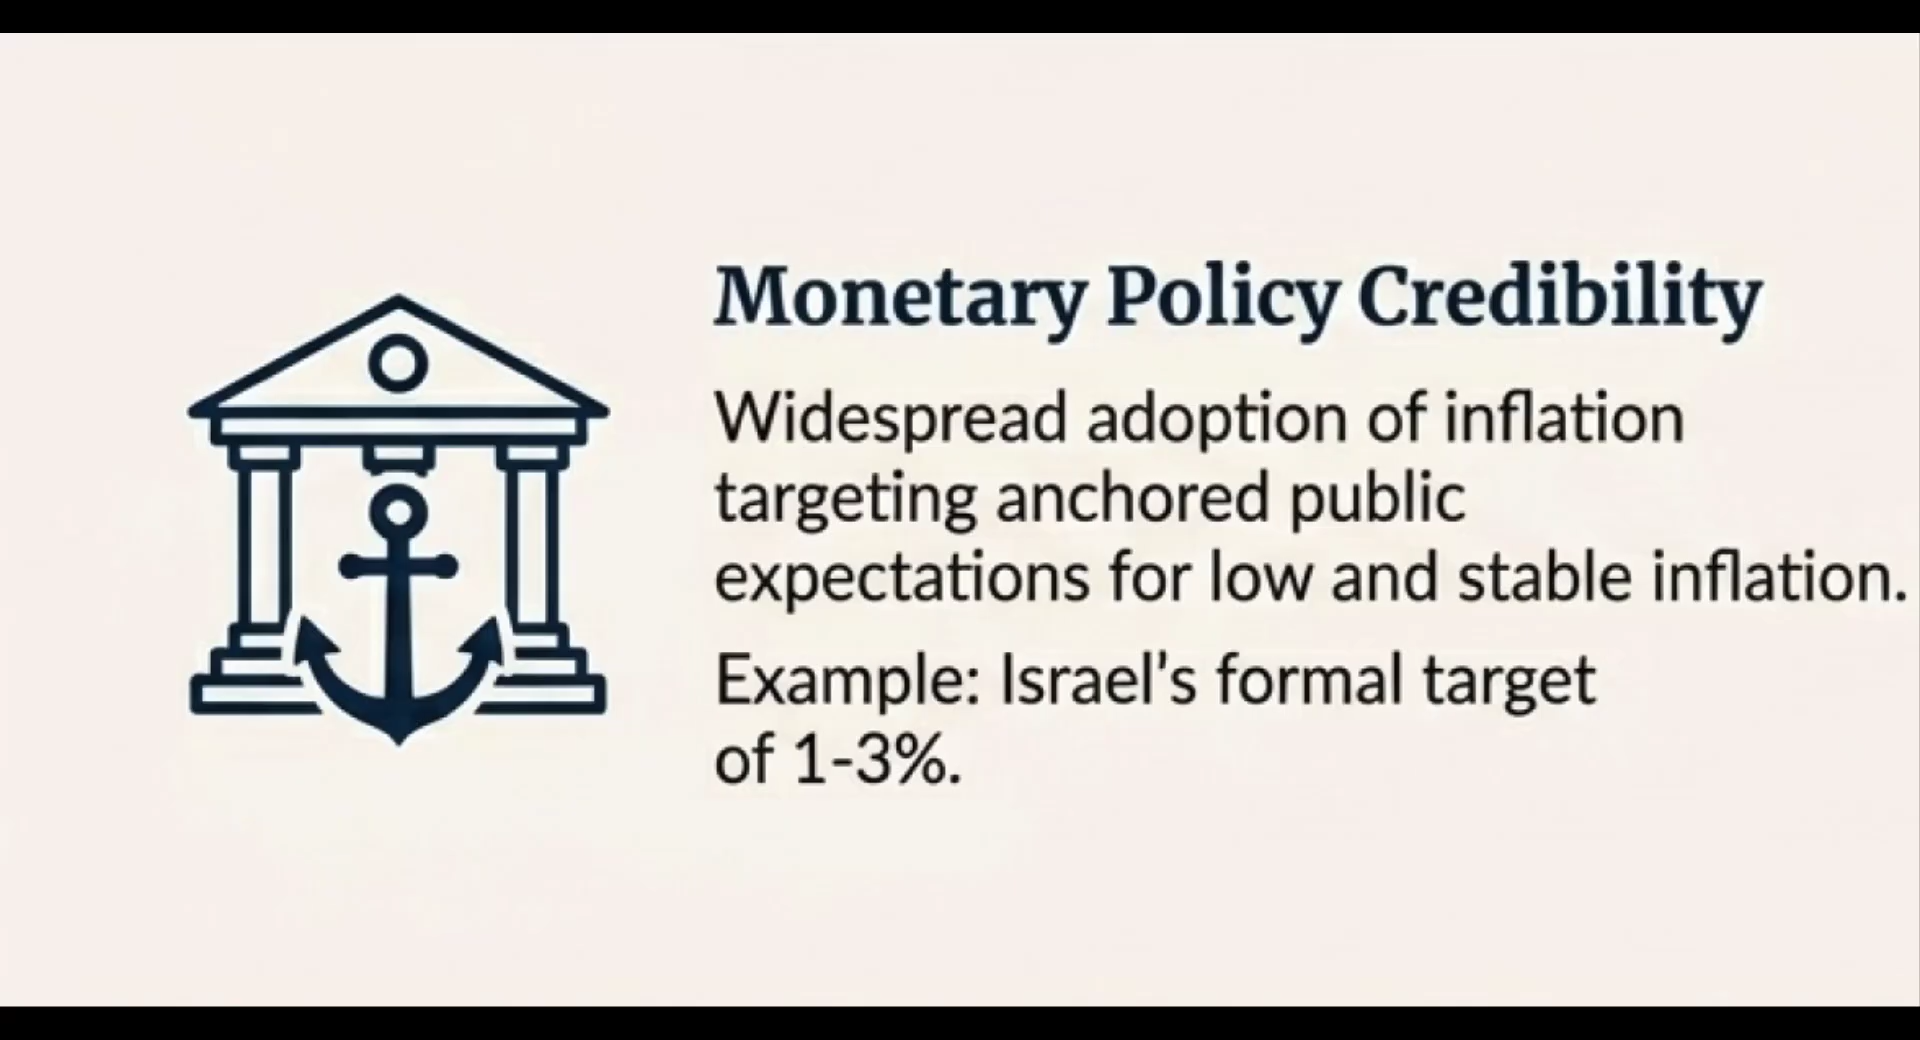 Monetary Policy Credibility
Widespread adoption of inflation
targeting anchored public
expectations for low and stable inflation.
Example: Israel’s formal target
of 1-3%.